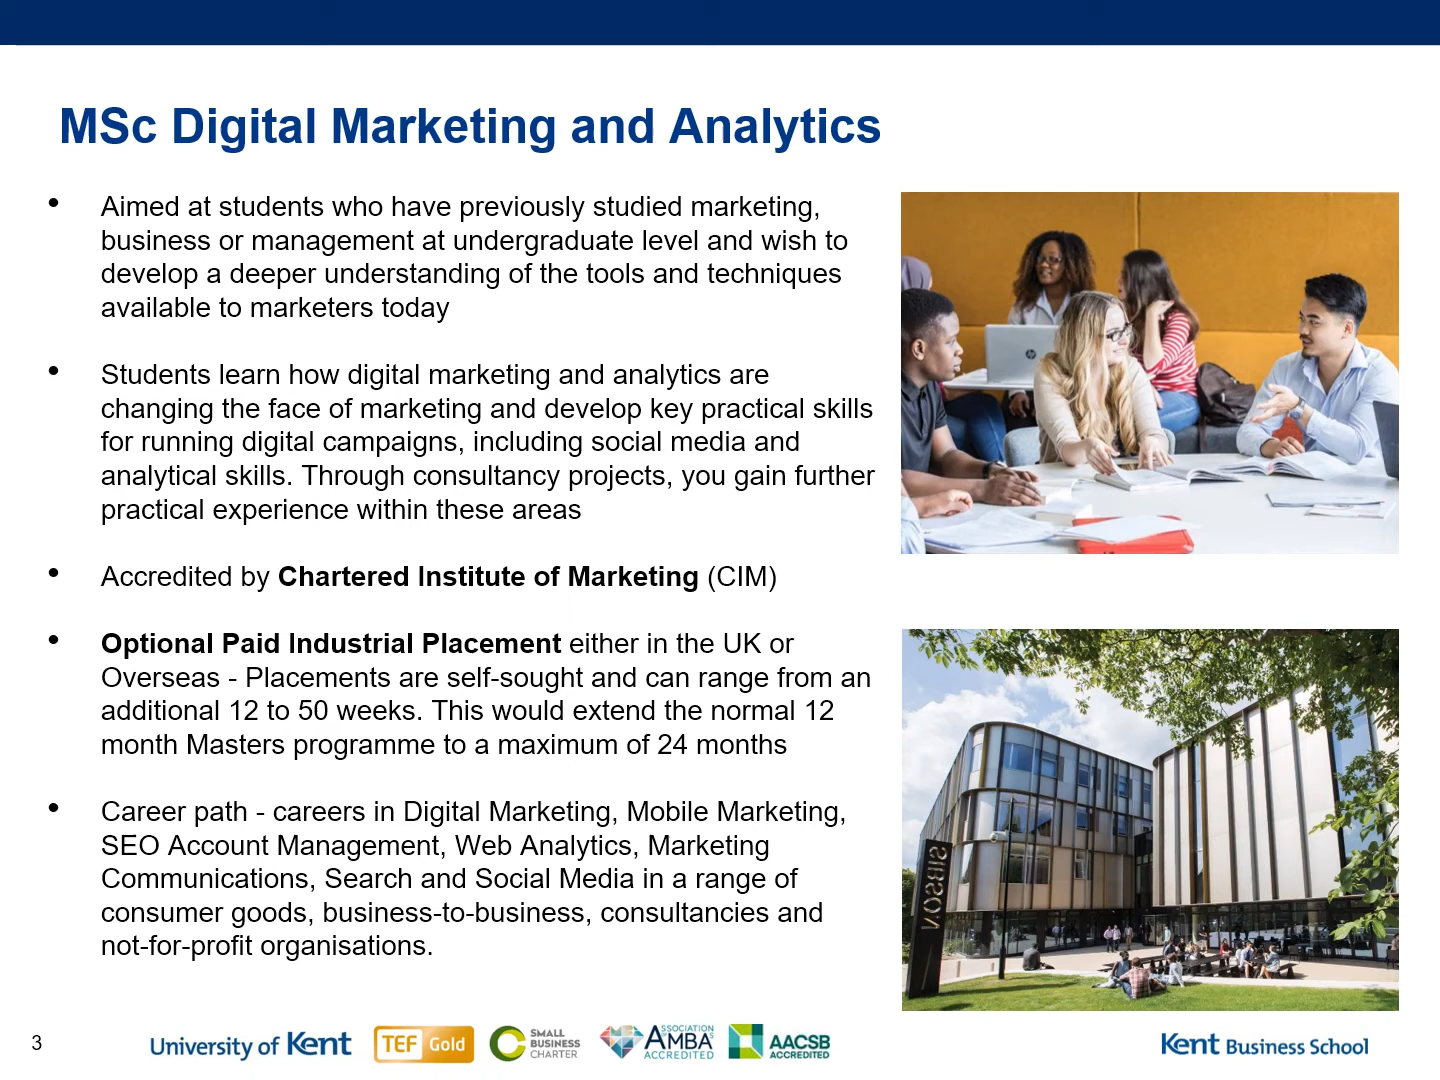 MSc Digital Marketing and Analytics
• Aimed at students who have previously studied marketing,
business or management at undergraduate level and wish to
develop a deeper understanding of the tools and techniques
available to marketers today
• Students learn how digital marketing and analytics are
changing the face of marketing and develop key practical skills
for running digital campaigns, including social media and
analytical skills. Through consultancy projects, you gain further
practical experience within these areas
• Accredited by Chartered Institute of Marketing (CIM)
• Optional Paid Industrial Placement either in the UK or
Overseas - Placements are self-sought and can range from an
additional 12 to 50 weeks. This would extend the normal 12
month Masters programme to a maximum of 24 months
• Career path - careers in Digital Marketing, Mobile Marketing,
SEO Account Management, Web Analytics, Marketing
Communications, Search and Social Media in a range of
consumer goods, business-to-business, consultancies and
not-for-profit organisations.
hp
SIBSON
3
University of Kent
TEF Gold
SMALL
BUSINESS
CHARTER
ASSOCIATION
AMBA
ACCREDITED
AACSB
ACCREDITED
Kent Business School